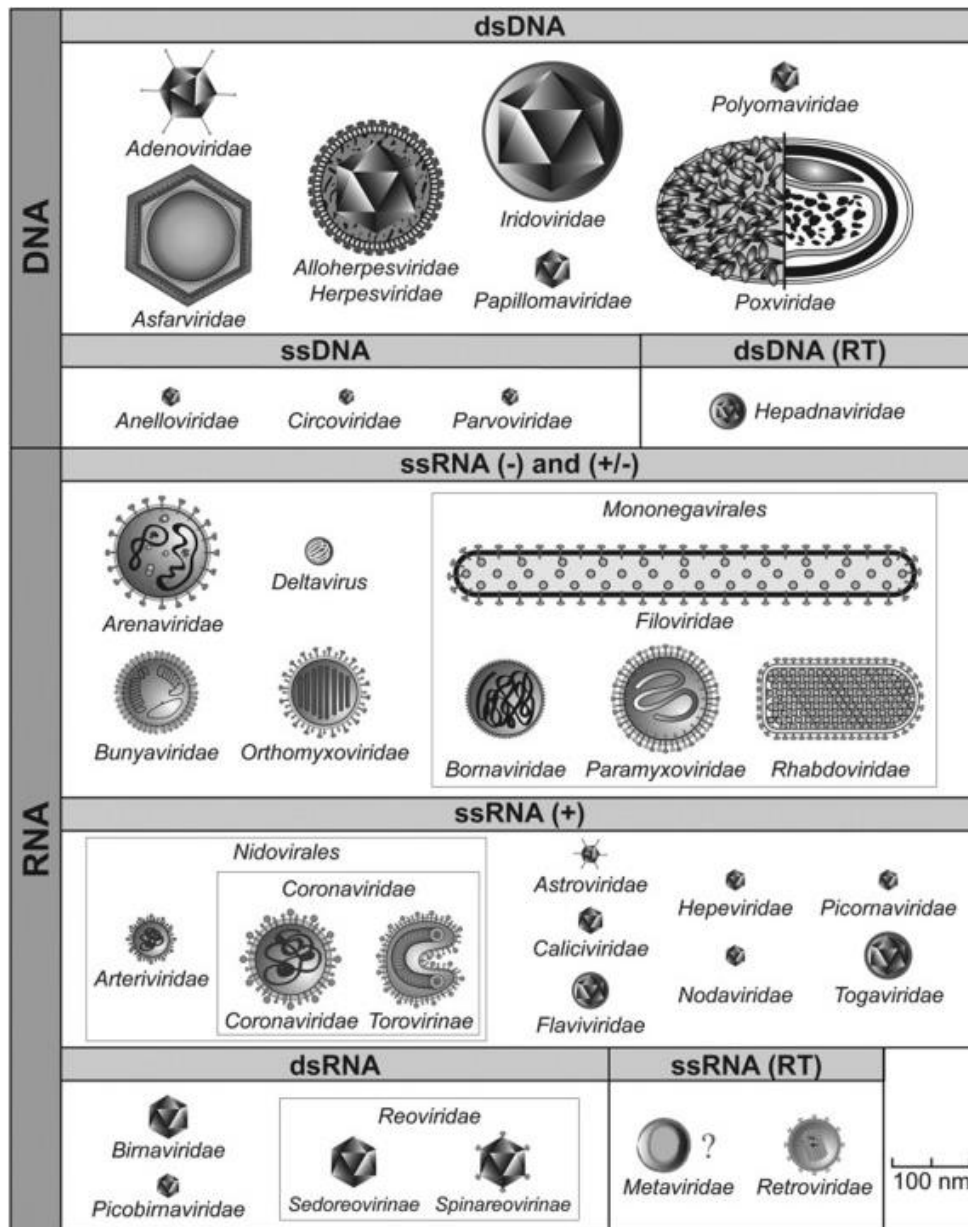 dsDNA
DNA
Adenoviridae
Polyomaviridae
Iridoviridae
Alloherpesviridae
Herpesviridae
Papillomaviridae
Poxviridae
Asfarviridae
ssDNA
dsDNA (RT)
Anelloviridae
Circoviridae
Parvoviridae
Hepadnaviridae
RNA
ssRNA (-) and (+/-)
Mononegavirales
Deltavirus
Arenaviridae
Filoviridae
Bunyaviridae
Orthomyxoviridae
Bornaviridae
Paramyxoviridae
Rhabdoviridae
ssRNA (+)
Nidovirales
Coronaviridae
Astroviridae
Hepeviridae
Picornaviridae
Caliciviridae
Arteriviridae
Nodaviridae
Togaviridae
Coronaviridae
Torovirinae
Flaviviridae
dsRNA
ssRNA (RT)
Reoviridae
Birnaviridae
?
Picobirnaviridae
Sedoreovirinae
Spinareovirinae
Metaviridae
Retroviridae
100 nm